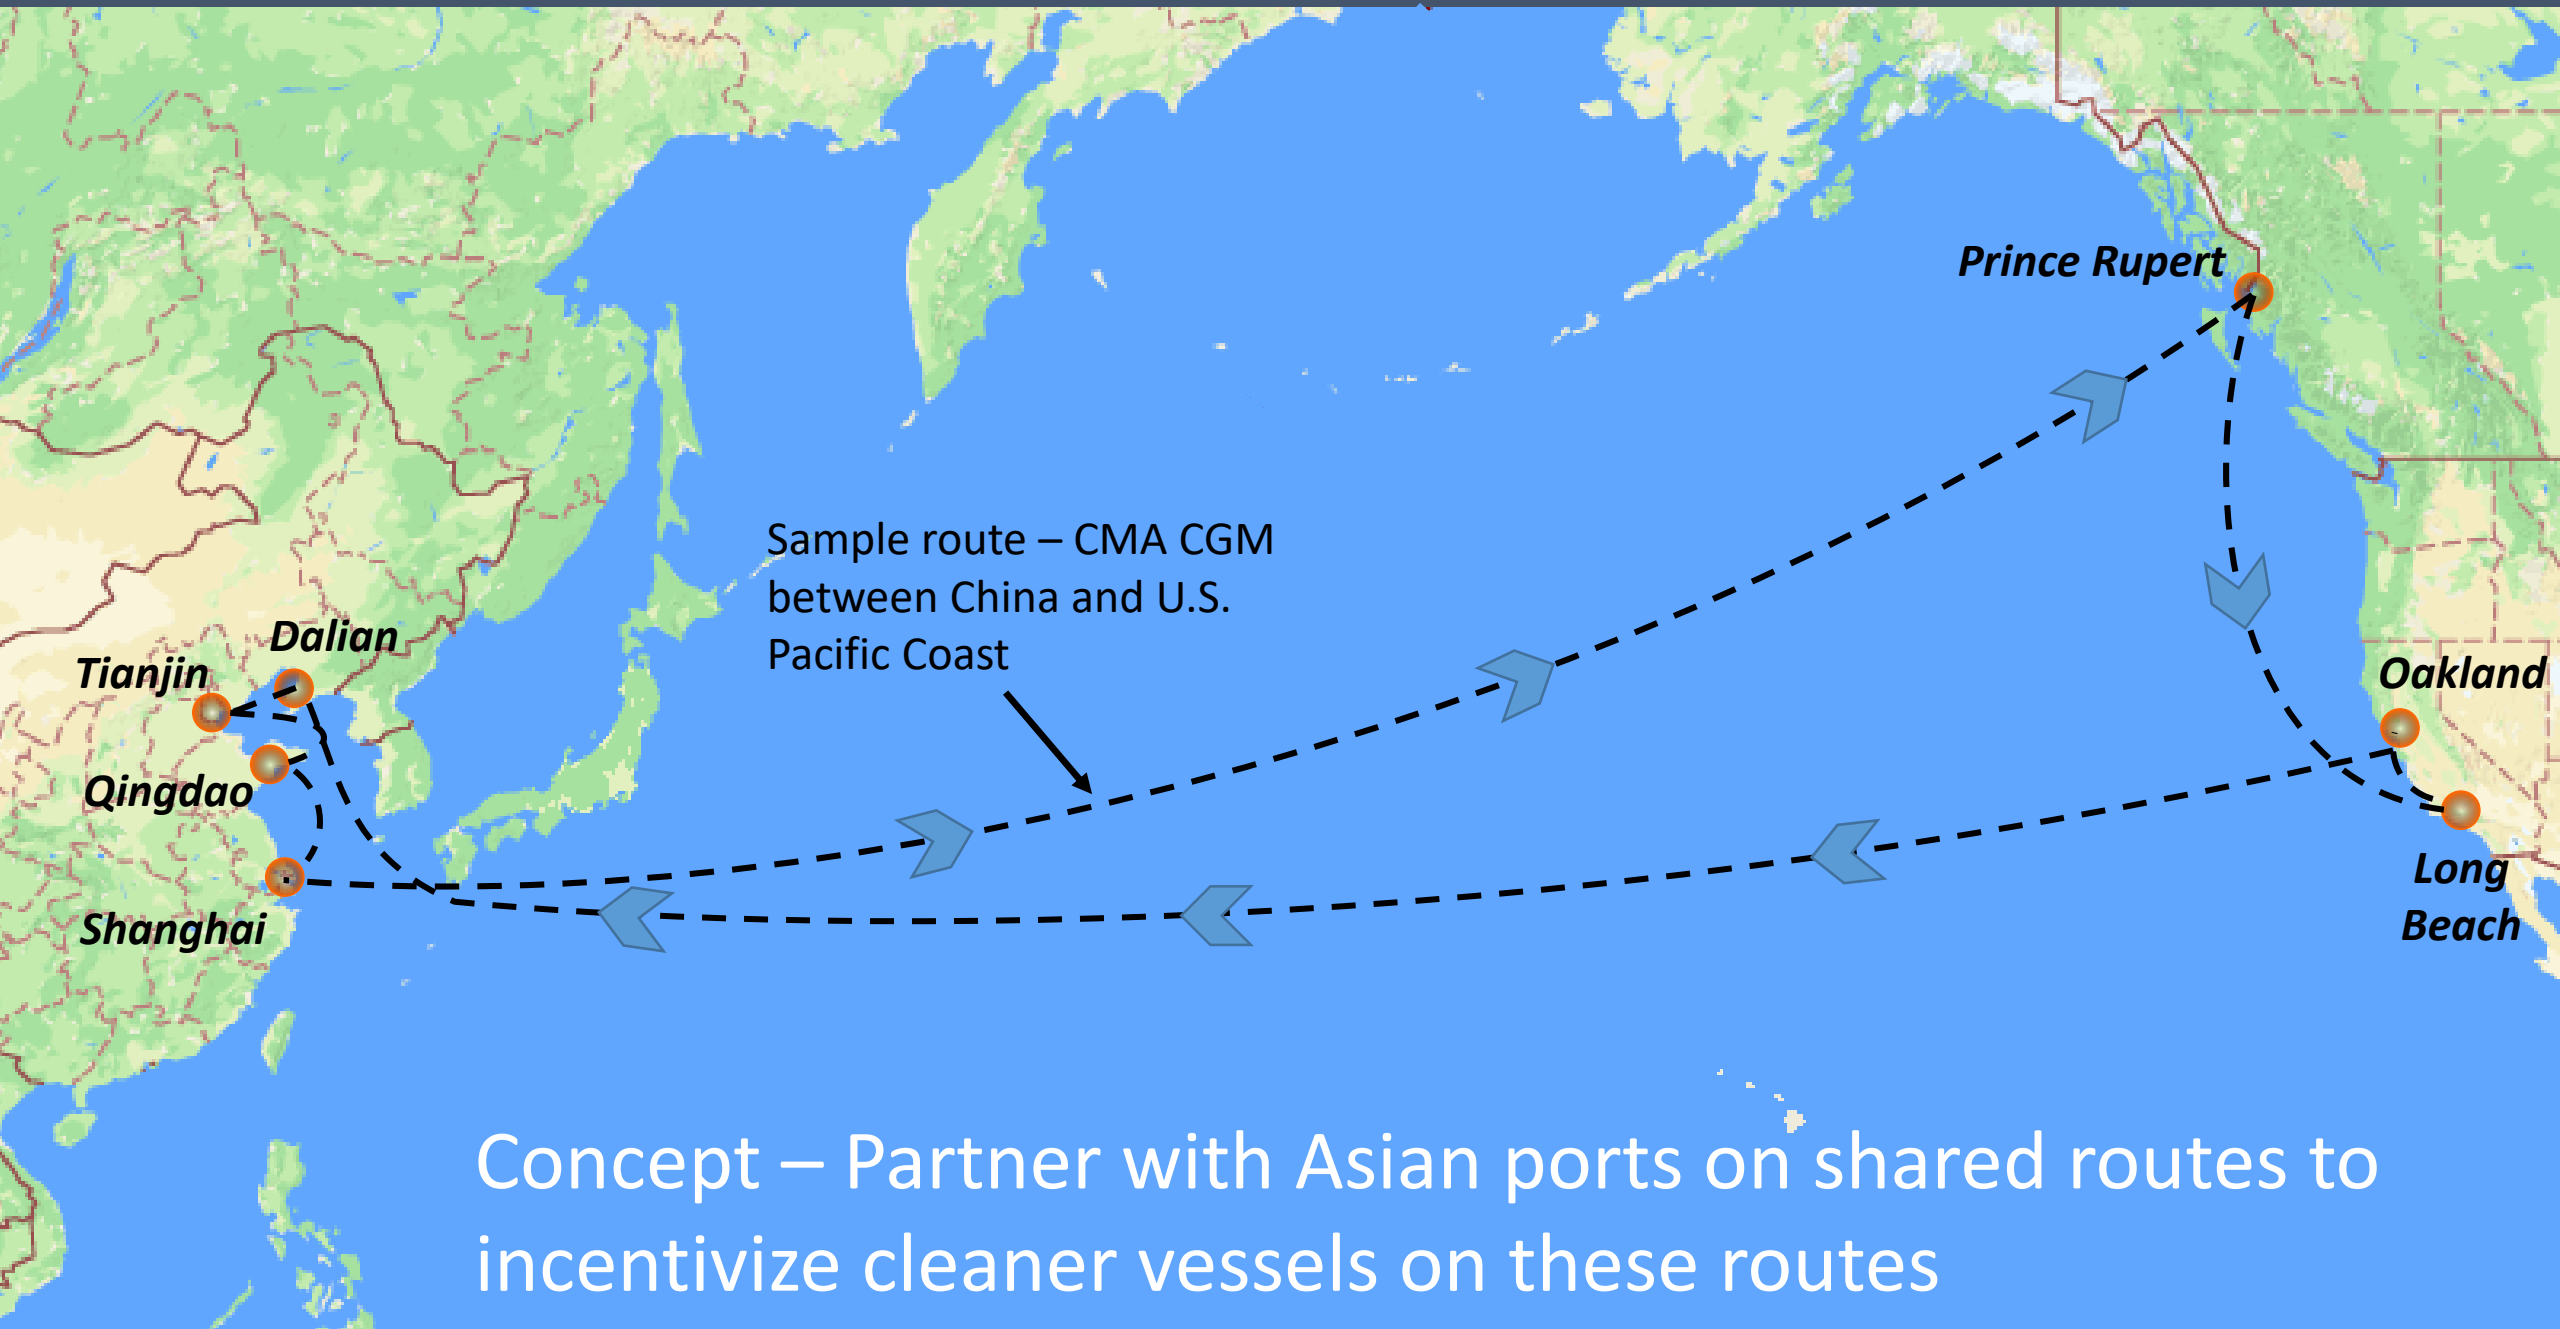 Prince Rupert
Sample route – CMA CGM
between China and U.S.
Pacific Coast
Dalian
Tianjin
Qingdao
Shanghai
Oakland
Long
Beach
Concept – Partner with Asian ports on shared routes to
incentivize cleaner vessels on these routes